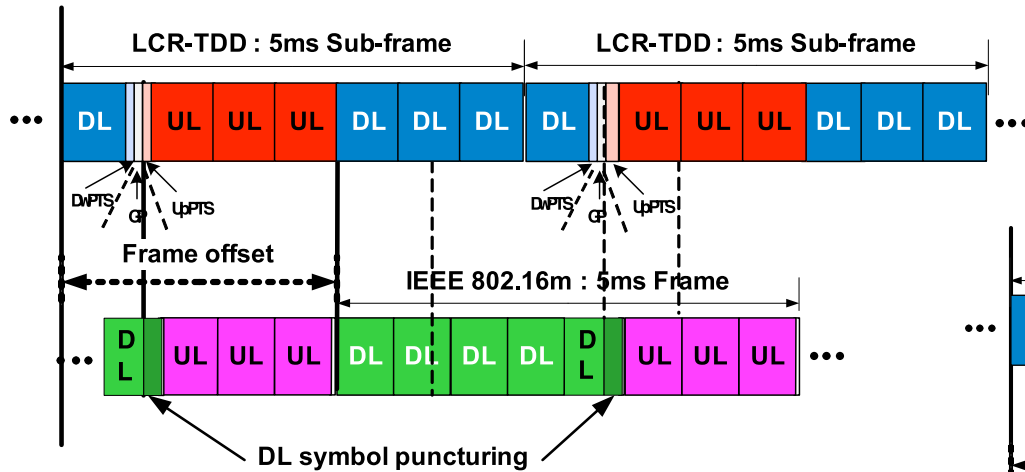 LCR-TDD : 5ms Sub-frame LCR-TDD : 5ms Sub-frame
••• DL UL UL UL DL DL DL DL UL UL UL DL DL DL •••
DwPTS GP UpPTS DwPTS GP UpPTS
Frame offset
IEEE 802.16m : 5ms Frame
••• DL UL UL UL DL DL DL DL DL UL UL UL ••• •••
DL symbol puncturing